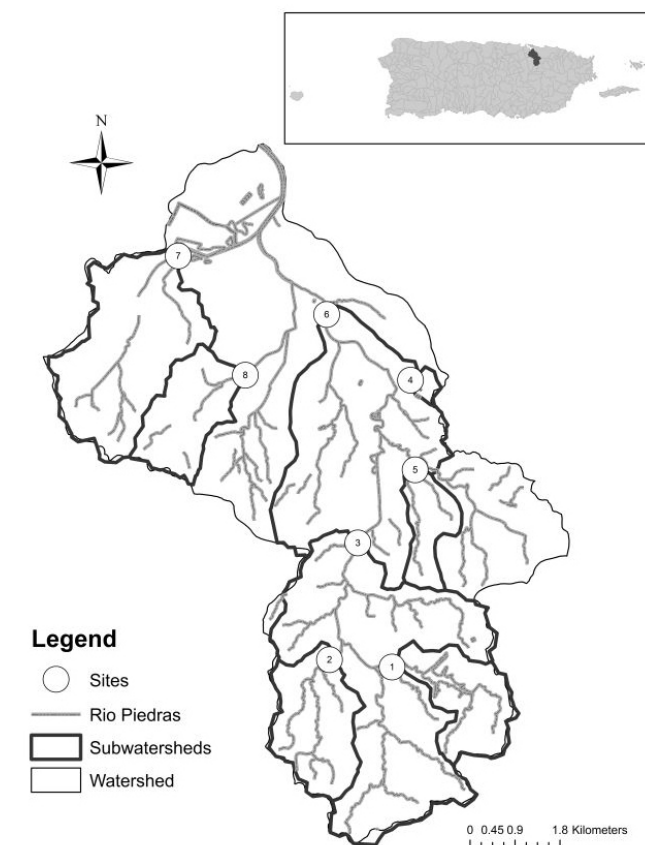 N
7
6
8
4
5
3
2
1
Legend
Sites
Rio Piedras
Subwatersheds
Watershed
0 0.45 0.9 1.8 Kilometers